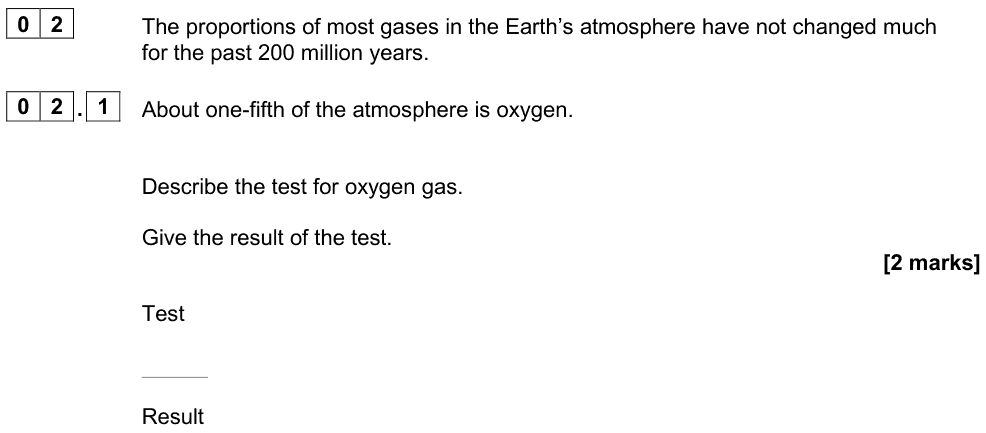 0 2 The proportions of most gases in the Earth's atmosphere have not changed much
for the past 200 million years.
0 2 . 1 About one-fifth of the atmosphere is oxygen.
Describe the test for oxygen gas.
Give the result of the test.
[2 marks]
Test
Result